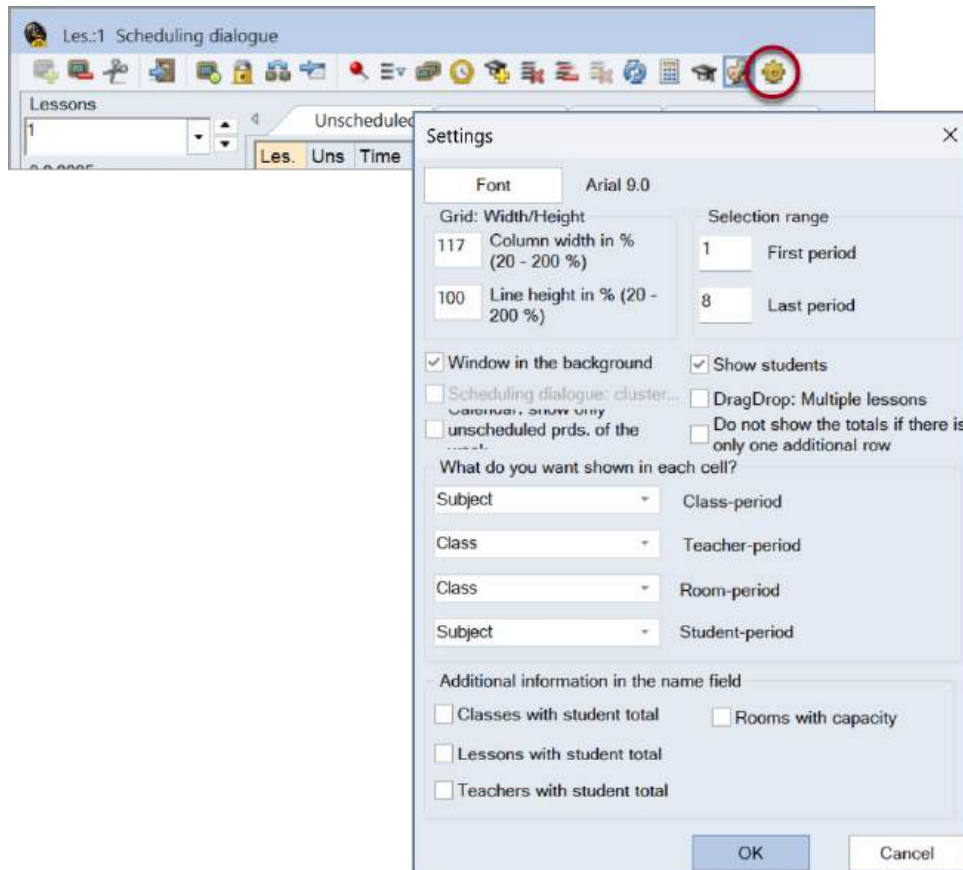 Les.:1 Scheduling dialogue
Lessons
1
Unscheduled
Les. Uns Time
Settings
Font Arial 9.0
Grid: Width/Height
117 Column width in %
(20 - 200 %)
100 Line height in % (20 -
200 %)
Selection range
1 First period
8 Last period
Window in the background
Show students
Scheduling dialogue: cluster...
DragDrop: Multiple lessons
Calendar: show only
unscheduled prds. of the
Do not show the totals if there is
only one additional row
What do you want shown in each cell?
Subject Class-period
Class Teacher-period
Class Room-period
Subject Student-period
Additional information in the name field
Classes with student total
Rooms with capacity
Lessons with student total
Teachers with student total
OK Cancel